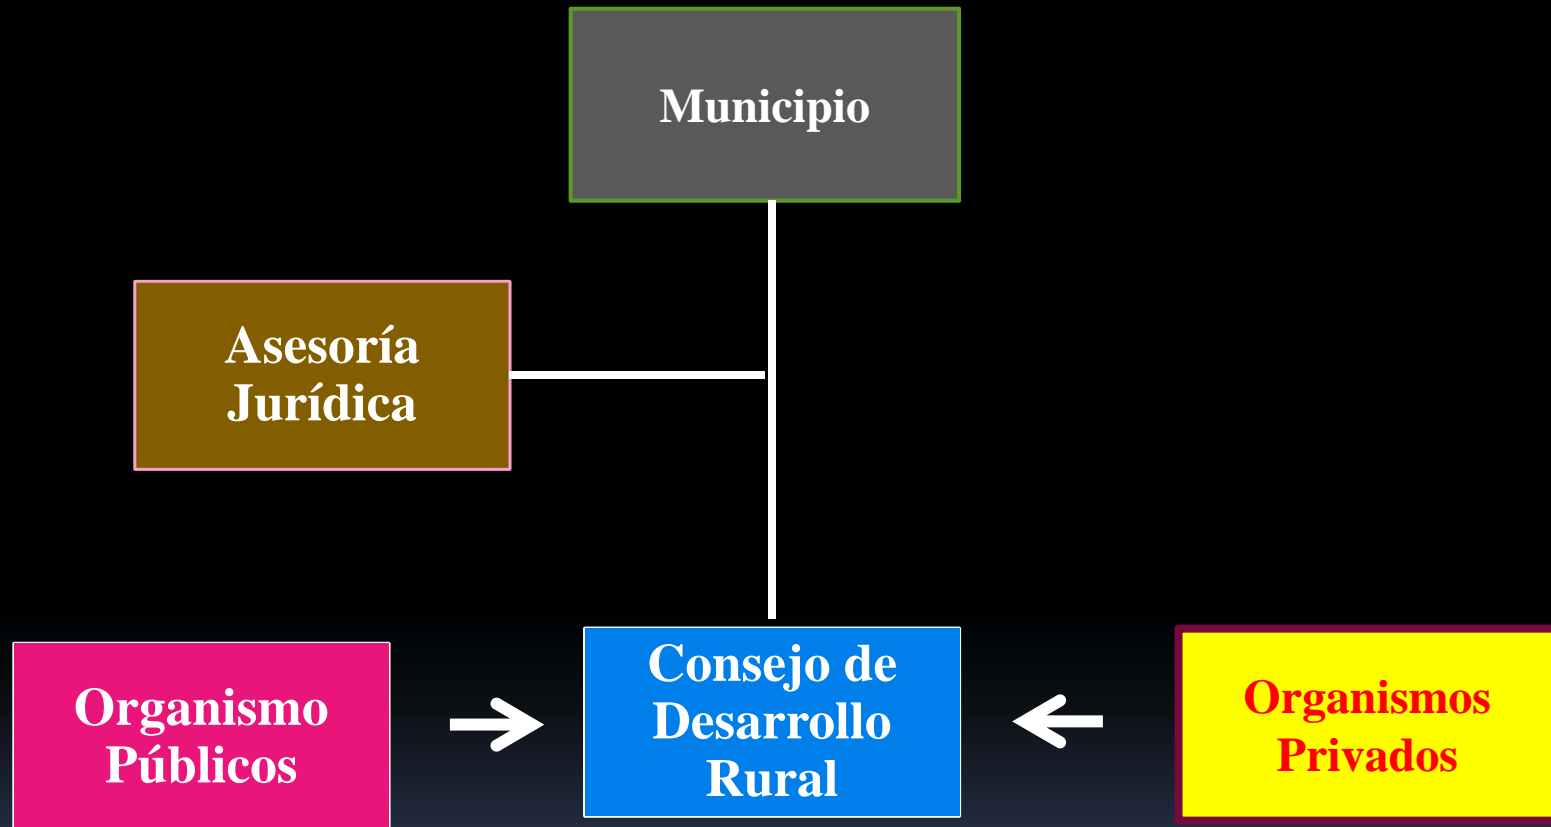 Municipio
Asesoría
Jurídica
Organismo
Públicos
Consejo de
Desarrollo
Rural
Organismos
Privados